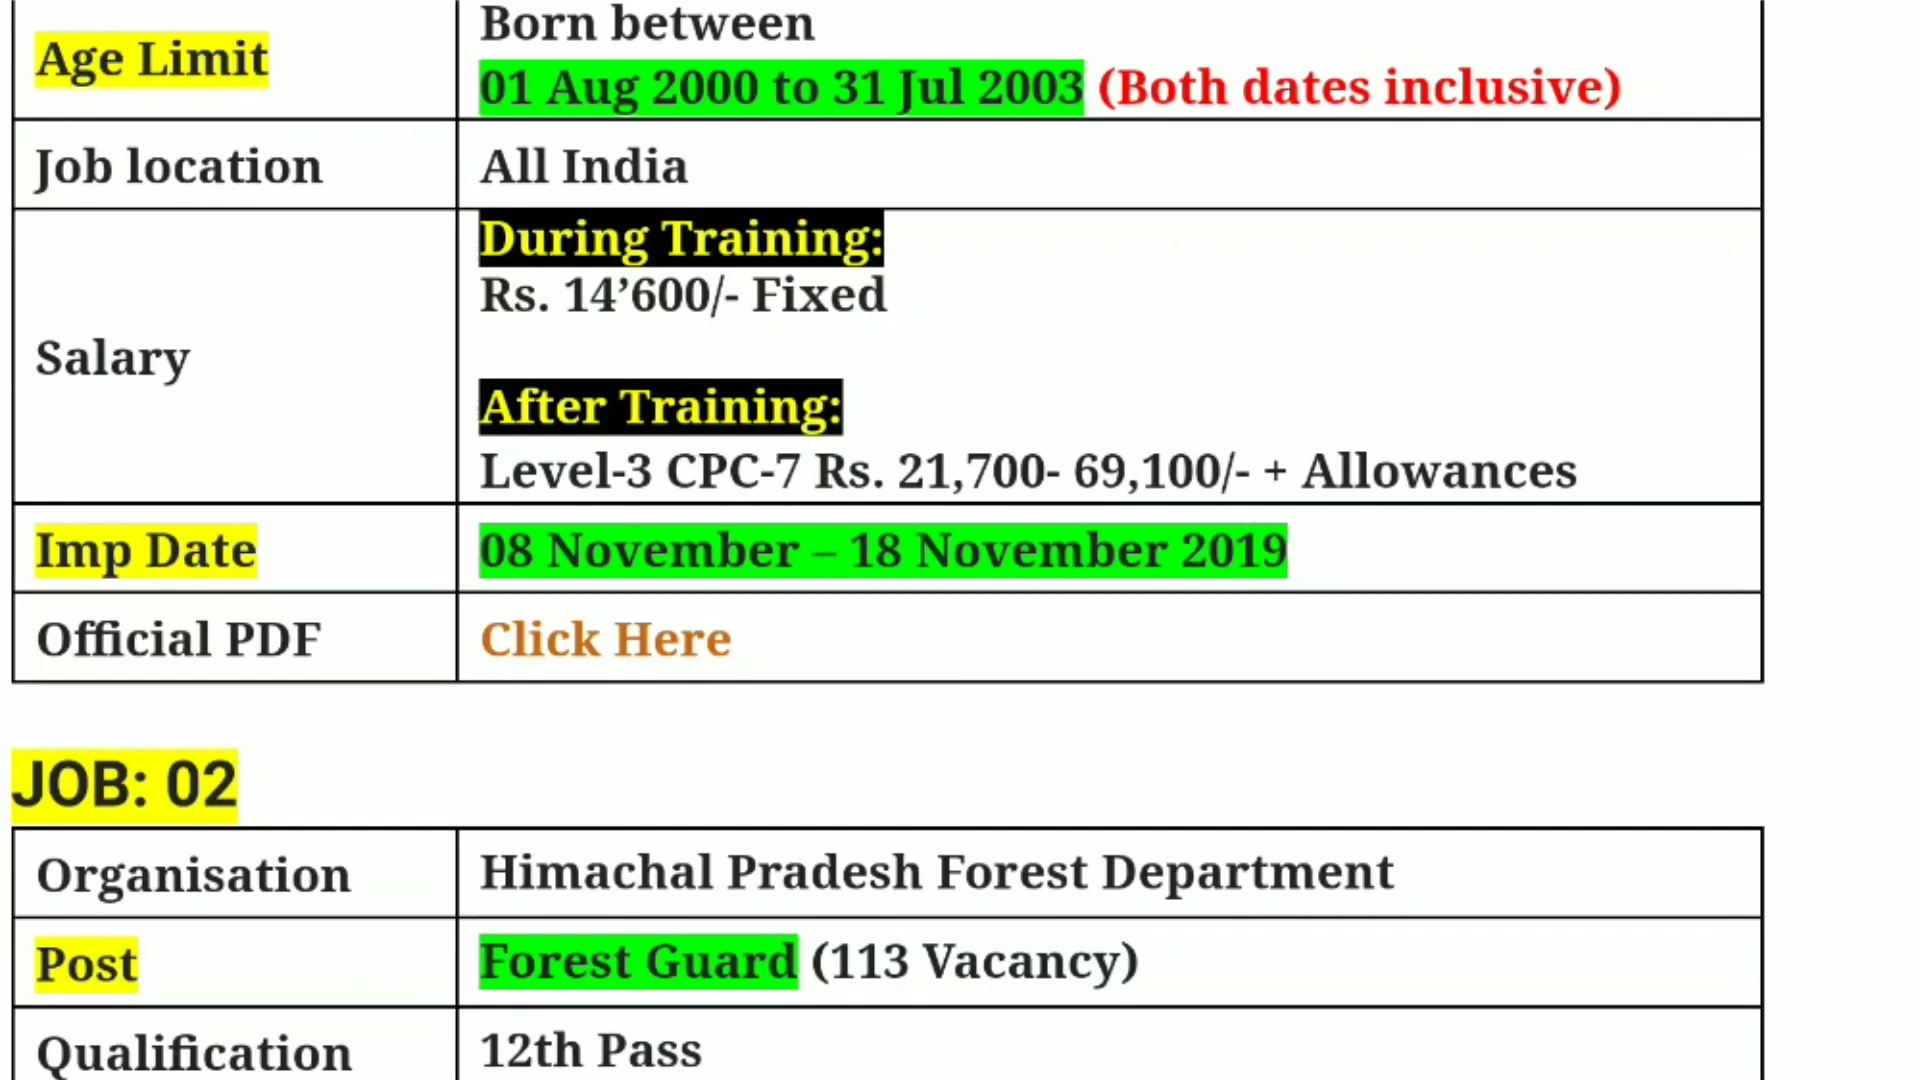 Born between
Age Limit
01 Aug 2000 to 31 Jul 2003 (Both dates inclusive)
Job location
All India
During Training:
Rs. 14’600/- Fixed
Salary
After Training:
Level-3 CPC-7 Rs. 21,700- 69,100/- + Allowances
Imp Date
08 November – 18 November 2019
Official PDF
Click Here
JOB: 02
Organisation
Himachal Pradesh Forest Department
Post
Forest Guard (113 Vacancy)
Qualification
12th Pass